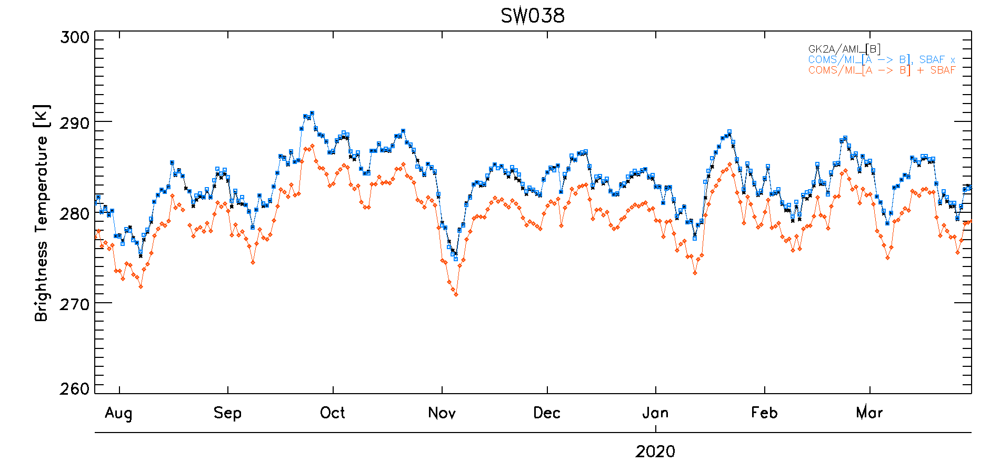 SW038
300
290
280
270
260
Brightness Temperature [K]
GK2A/AMI_[B]
COMS/MI_[A -> B], SBAF x
COMS/MI_[A -> B] + SBAF
Aug Sep Oct Nov Dec Jan Feb Mar
2020